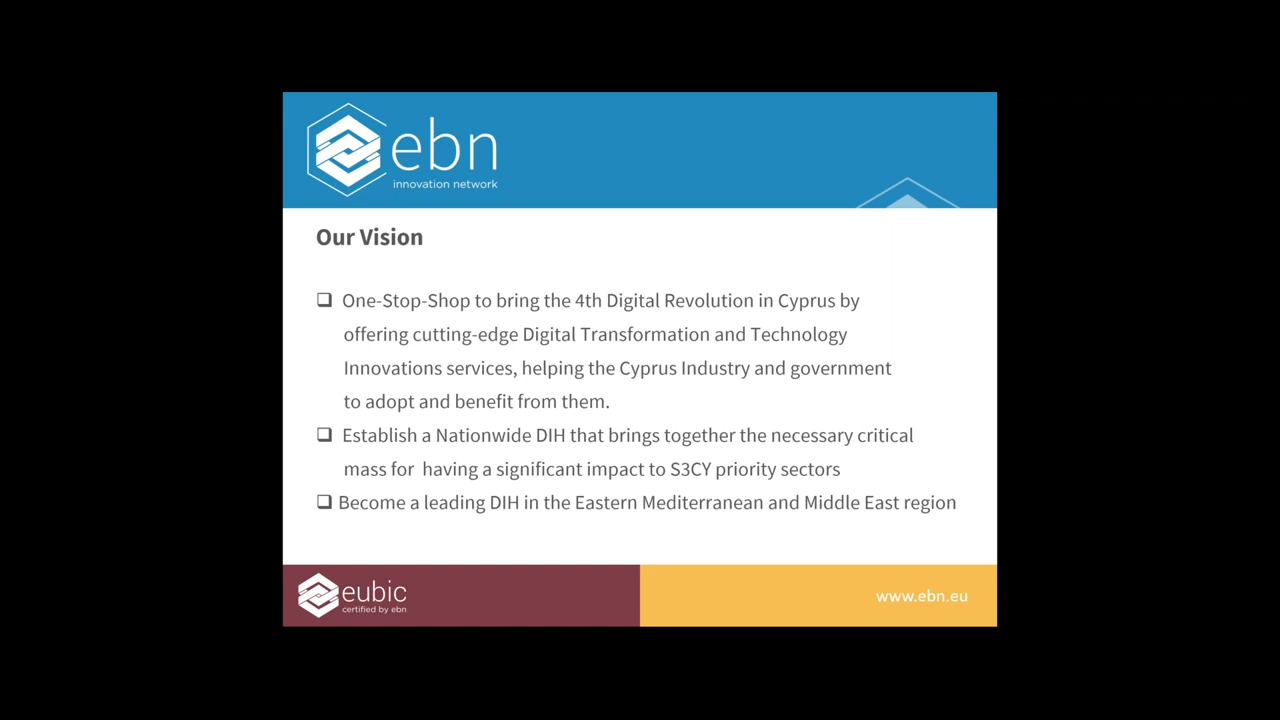 ebn
innovation network
Our Vision
❑ One-Stop-Shop to bring the 4th Digital Revolution in Cyprus by
offering cutting-edge Digital Transformation and Technology
Innovations services, helping the Cyprus Industry and government
to adopt and benefit from them.
❑ Establish a Nationwide DIH that brings together the necessary critical
mass for  having a significant impact to S3CY priority sectors
❑ Become a leading DIH in the Eastern Mediterranean and Middle East region
eubic
certified by ebn
www.ebn.eu